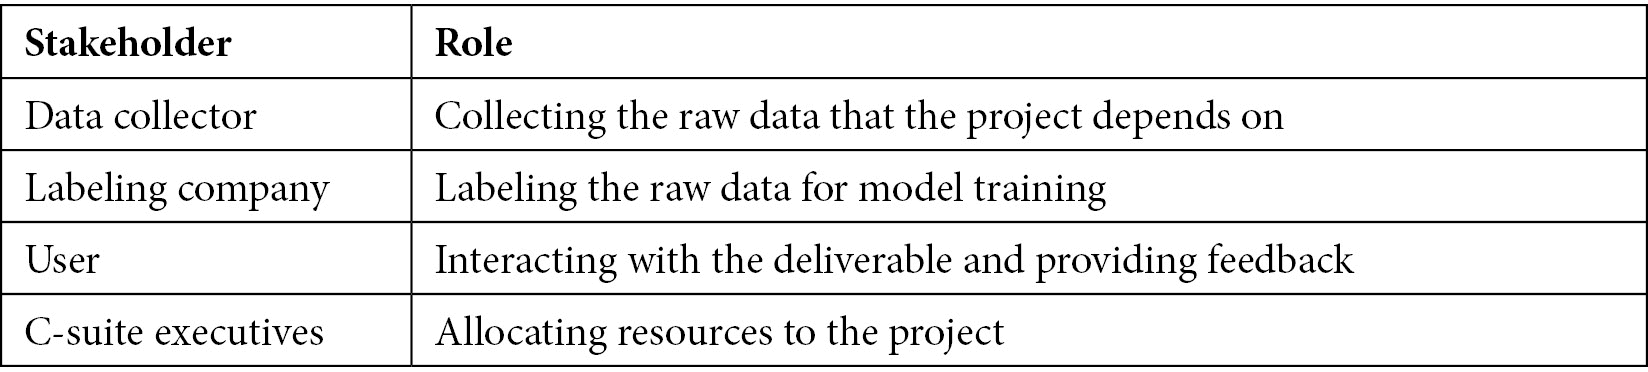 Stakeholder Role
Data collector Collecting the raw data that the project depends on
Labeling company Labeling the raw data for model training
User Interacting with the deliverable and providing feedback
C-suite executives Allocating resources to the project